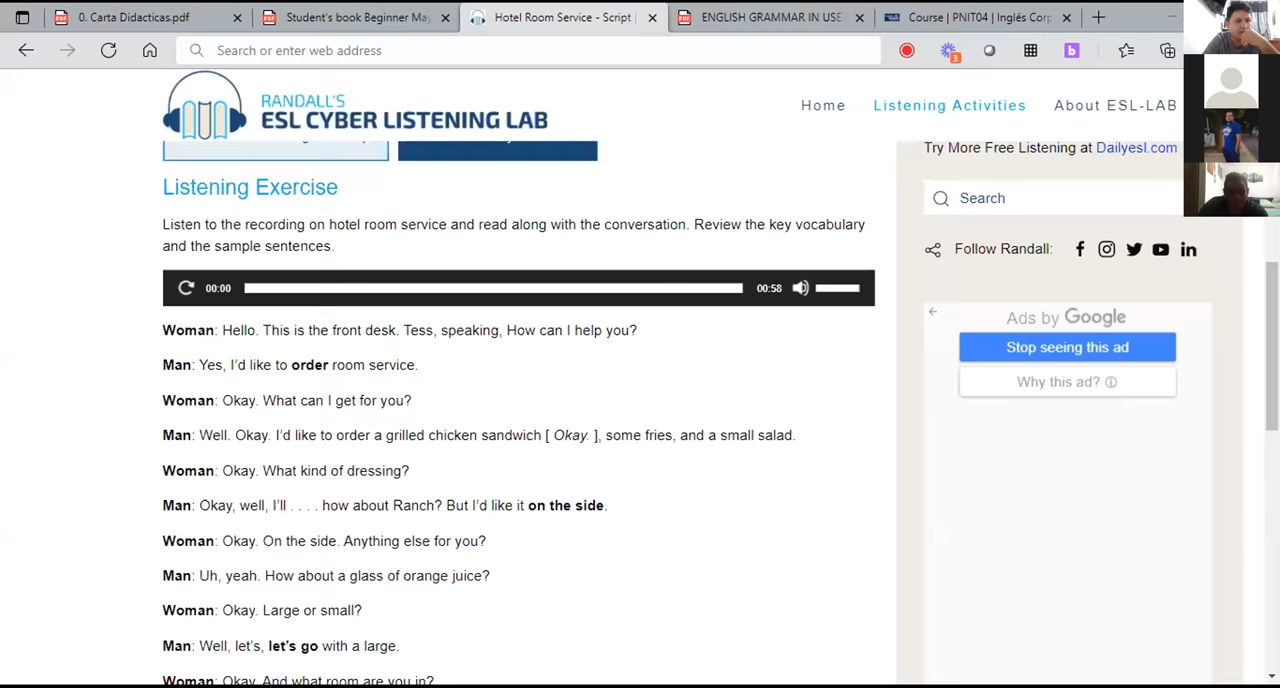 0. Carta Didacticas.pdf
Student's book Beginner Ma
Hotel Room Service - Script
ENGLISH GRAMMAR IN USE
Course | PNIT04 | Inglés Corp
Search or enter web address
3
b
RANDALL'S
ESL CYBER LISTENING LAB
Home
Listening Activities
About ESL-LAB
Try More Free Listening at Dailyesl.com
Search
Follow Randall:
Listening Exercise
Listen to the recording on hotel room service and read along with the conversation. Review the key vocabulary
and the sample sentences.
00:00
00:58
Woman: Hello. This is the front desk. Tess, speaking, How can I help you?
Man: Yes, I'd like to order room service.
Woman: Okay. What can I get for you?
Man: Well. Okay. I'd like to order a grilled chicken sandwich [ Okay. ], some fries, and a small salad.
Woman: Okay. What kind of dressing?
Man: Okay, well, I'll . . . . how about Ranch? But I'd like it on the side.
Woman: Okay. On the side. Anything else for you?
Man: Uh, yeah. How about a glass of orange juice?
Woman: Okay. Large or small?
Man: Well, let's, let's go with a large.
Woman: Okay. And what room are you in?
Ads by Google
Stop seeing this ad
Why this ad?